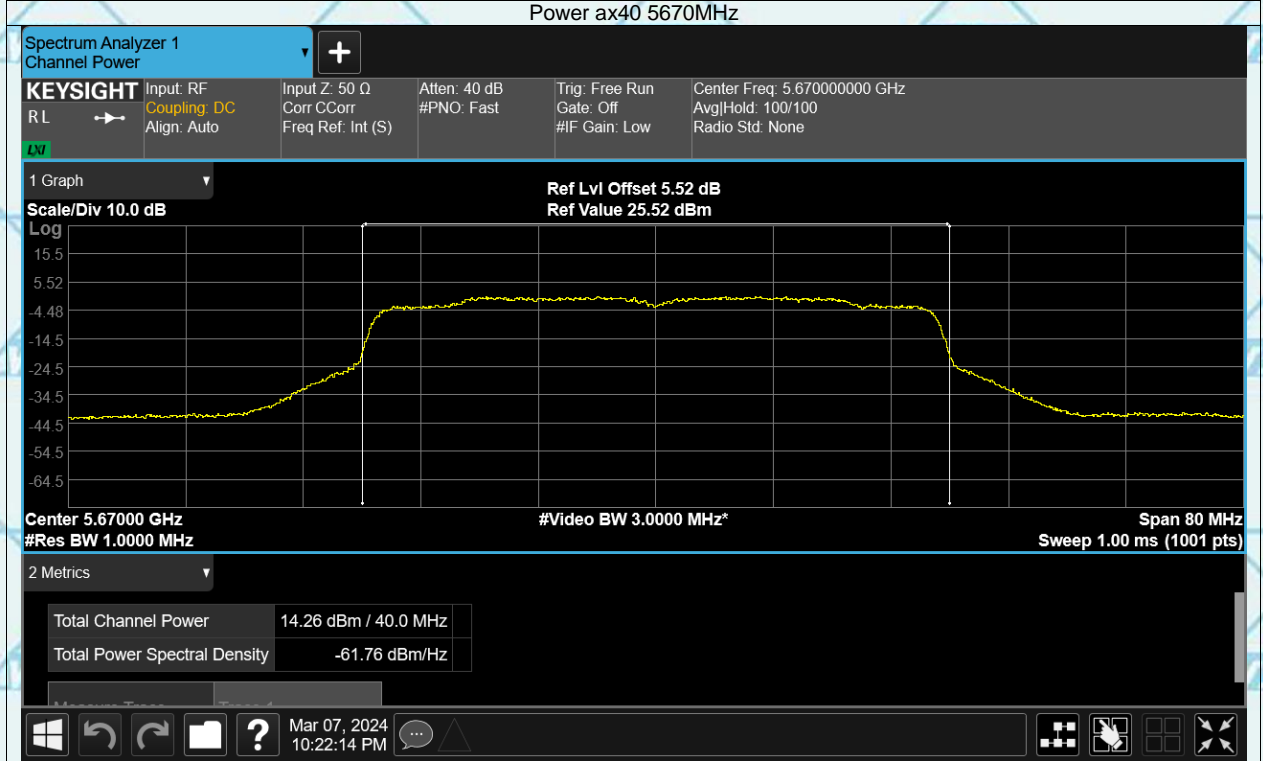 Power ax40 5670MHz
Spectrum Analyzer 1
Channel Power
KEYSIGHT Input: RF Input Z: 50 Ω Atten: 40 dB Trig: Free Run Center Freq: 5.670000000 GHz
R L Coupling: DC Corr CCorr #PNO: Fast Gate: Off Avg|Hold: 100/100
Align: Auto Freq Ref: Int (S) #IF Gain: Low Radio Std: None
LXI
1 Graph
Ref Lvl Offset 5.52 dB
Scale/Div 10.0 dB Ref Value 25.52 dBm
Log
15.5
5.52
-4.48
-14.5
-24.5
-34.5
-44.5
-54.5
-64.5
Center 5.67000 GHz #Video BW 3.0000 MHz* Span 80 MHz
#Res BW 1.0000 MHz Sweep 1.00 ms (1001 pts)
2 Metrics
Total Channel Power 14.26 dBm / 40.0 MHz
Total Power Spectral Density -61.76 dBm/Hz
Mar 07, 2024
10:22:14 PM